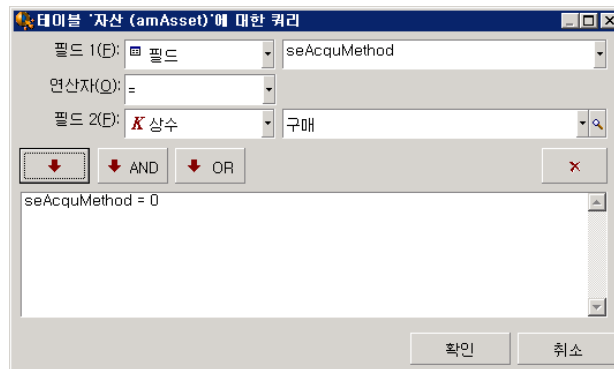 테이블 '자산 (amAsset)'에 대한 쿼리
필드 1(F): 필드 seAcquMethod
연산자(O): =
필드 2(F): K 상수 구매
AND OR
seAcquMethod = 0
확인 취소